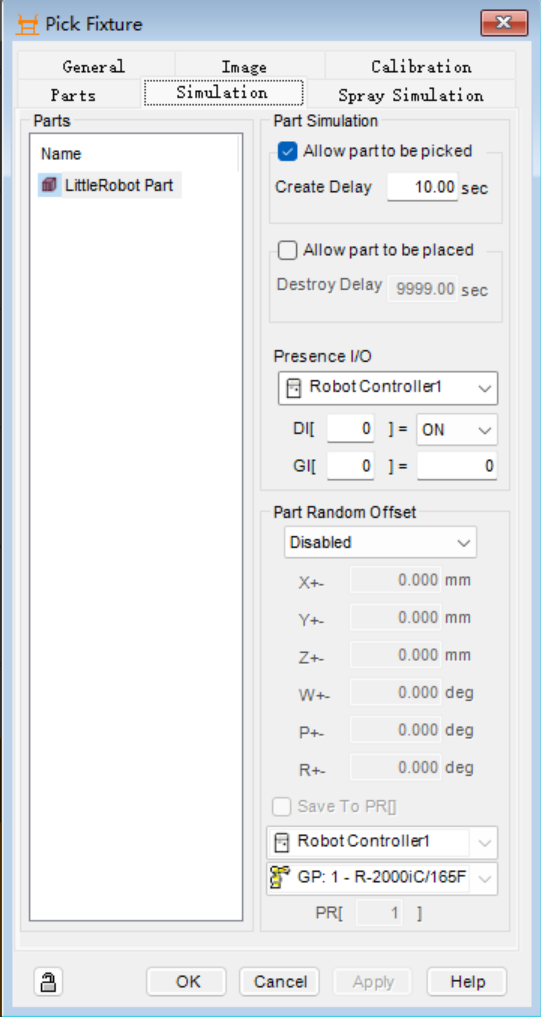 Pick Fixture
General Image Calibration
Parts Simulation Spray Simulation
Parts
Name
LittleRobot Part
Part Simulation
Allow part to be picked
Create Delay 10.00 sec
Allow part to be placed
Destroy Delay 9999.00 sec
Presence I/O
Robot Controller1
DI[ 0 ] = ON
GI[ 0 ] = 0
Part Random Offset
Disabled
X+- 0.000 mm
Y+- 0.000 mm
Z+- 0.000 mm
W+- 0.000 deg
P+- 0.000 deg
R+- 0.000 deg
Save To PR[]
Robot Controller1
GP: 1 - R-2000iC/165F
PR[ 1 ]
OK Cancel Apply Help